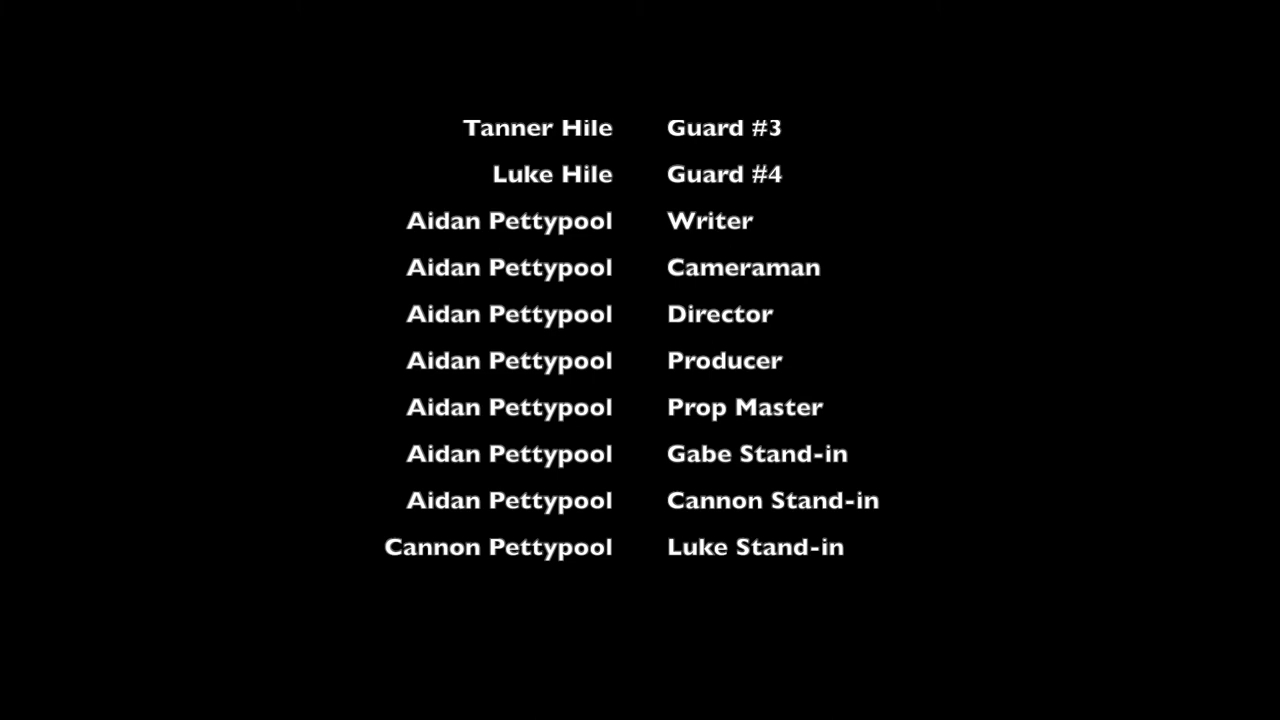 Tanner Hile Guard #3
Luke Hile Guard #4
Aidan Pettypool Writer
Aidan Pettypool Cameraman
Aidan Pettypool Director
Aidan Pettypool Producer
Aidan Pettypool Prop Master
Aidan Pettypool Gabe Stand-in
Aidan Pettypool Cannon Stand-in
Cannon Pettypool Luke Stand-in